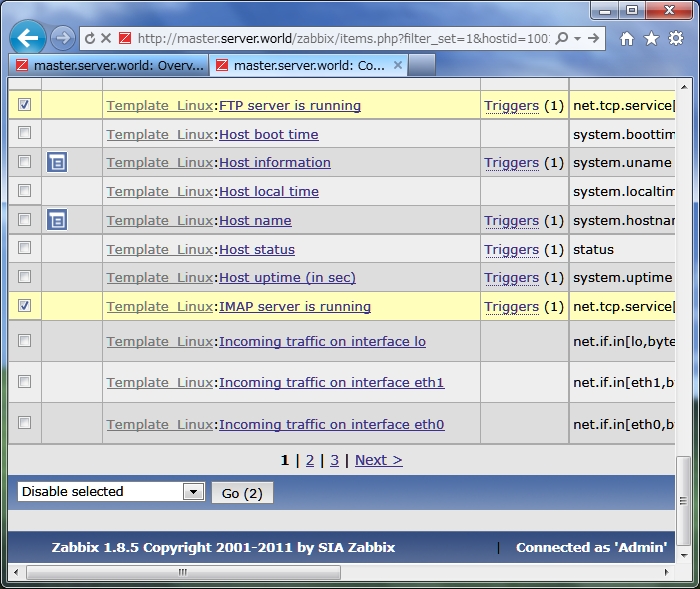 http://master.server.world/zabbix/items.php?filter_set=1&hostid=100
master.server.world: Overv...
master.server.world: Co...
Template_Linux:FTP server is running Triggers (1) net.tcp.service[
Template_Linux:Host boot time system.boottim
Template_Linux:Host information Triggers (1) system.uname
Template_Linux:Host local time system.localtim
Template_Linux:Host name Triggers (1) system.hostna
Template_Linux:Host status Triggers (1) status
Template_Linux:Host uptime (in sec) Triggers (1) system.uptime
Template_Linux:IMAP server is running Triggers (1) net.tcp.service[
Template_Linux:Incoming traffic on interface lo net.if.in[lo,byte
Template_Linux:Incoming traffic on interface eth1 net.if.in[eth1,b
Template_Linux:Incoming traffic on interface eth0 net.if.in[eth0,b
1 | 2 | 3 | Next >
Disable selected Go (2)
Zabbix 1.8.5 Copyright 2001-2011 by SIA Zabbix | Connected as 'Admin'